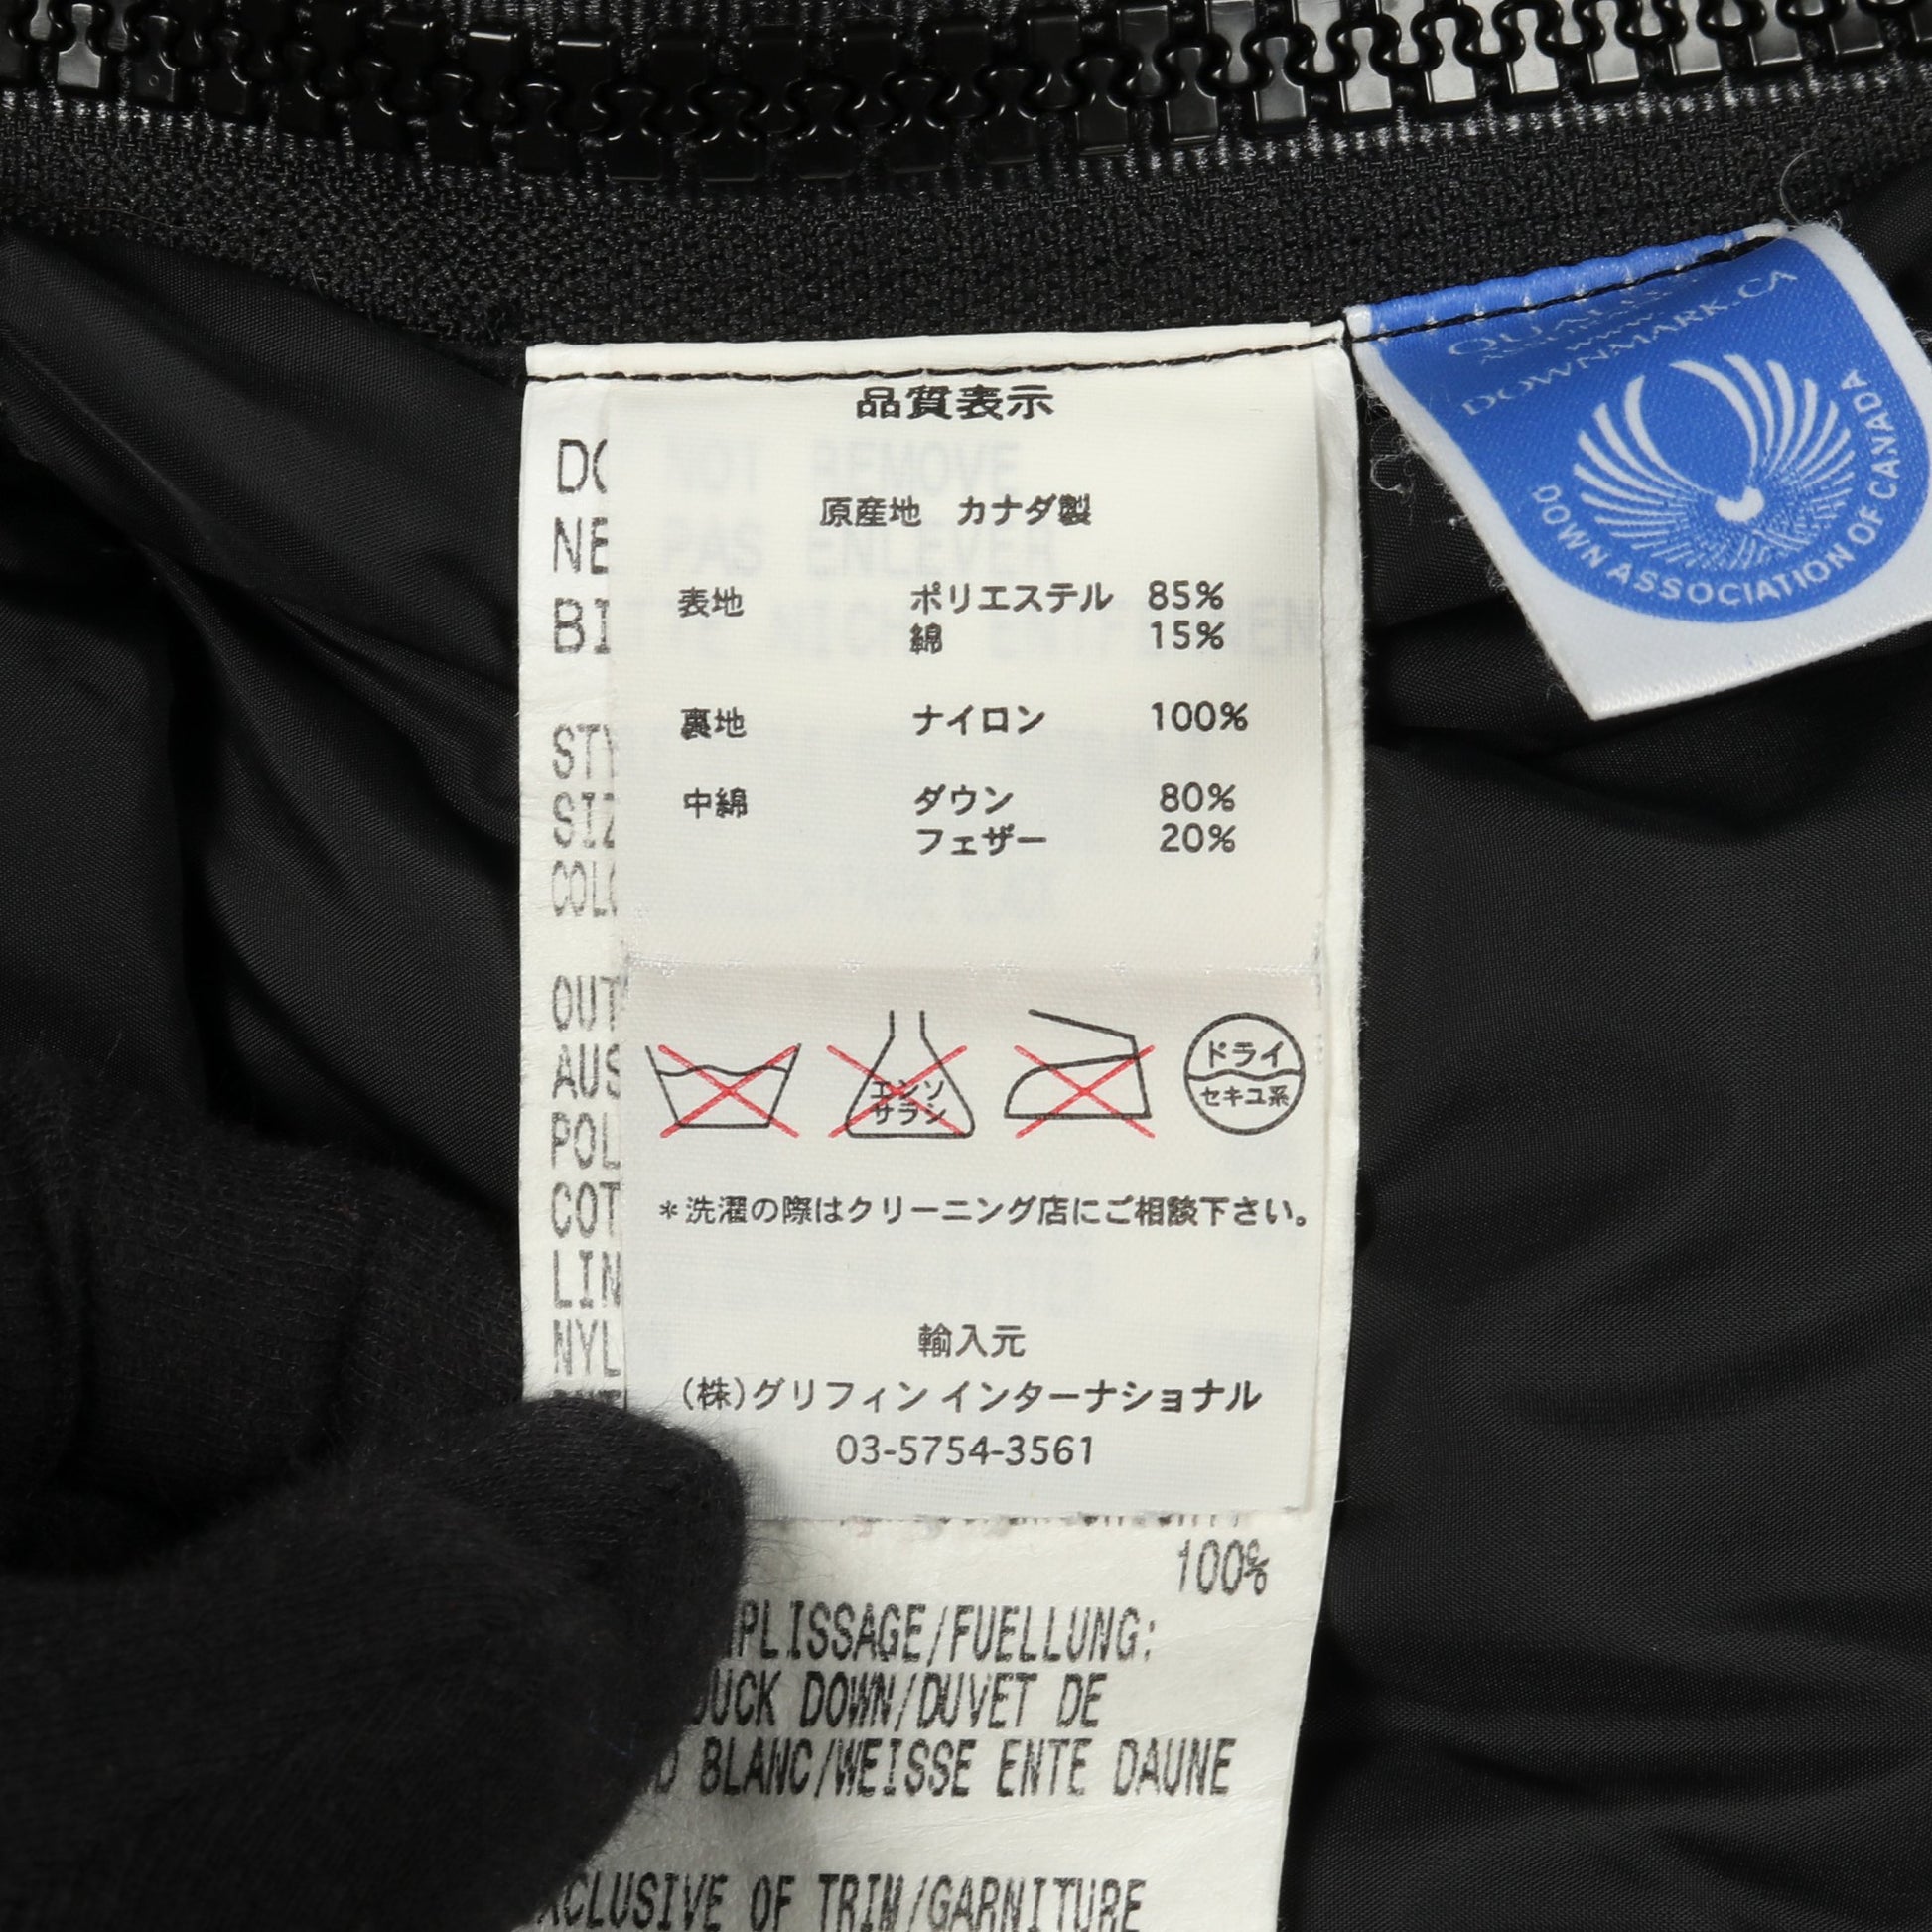 品質表示
原産地 カナダ製
表地 ポリエステル 85%
綿 15%
裏地 ナイロン 100%
中綿 ダウン 80%
フェザー 20%
エンソ
サラシ
ドライ
セキユ系
*洗濯の際はクリーニング店にご相談下さい。
輸入元
(株)グリフィン インターナショナル
03-5754-3561
NOT REMOVE
NE PAS ENLEVER
BI
STY
SIZ
COLO
OUT
AUS
POL
COT
LIN
NYL
100%
PLISSAGE/FUELLUNG:
DUCK DOWN/DUVET DE
D BLANC/WEISSE ENTE DAUNE
XCLUSIVE OF TRIM/GARNITURE
DOWNMARK.CA
DOWN ASSOCIATION OF CANADA